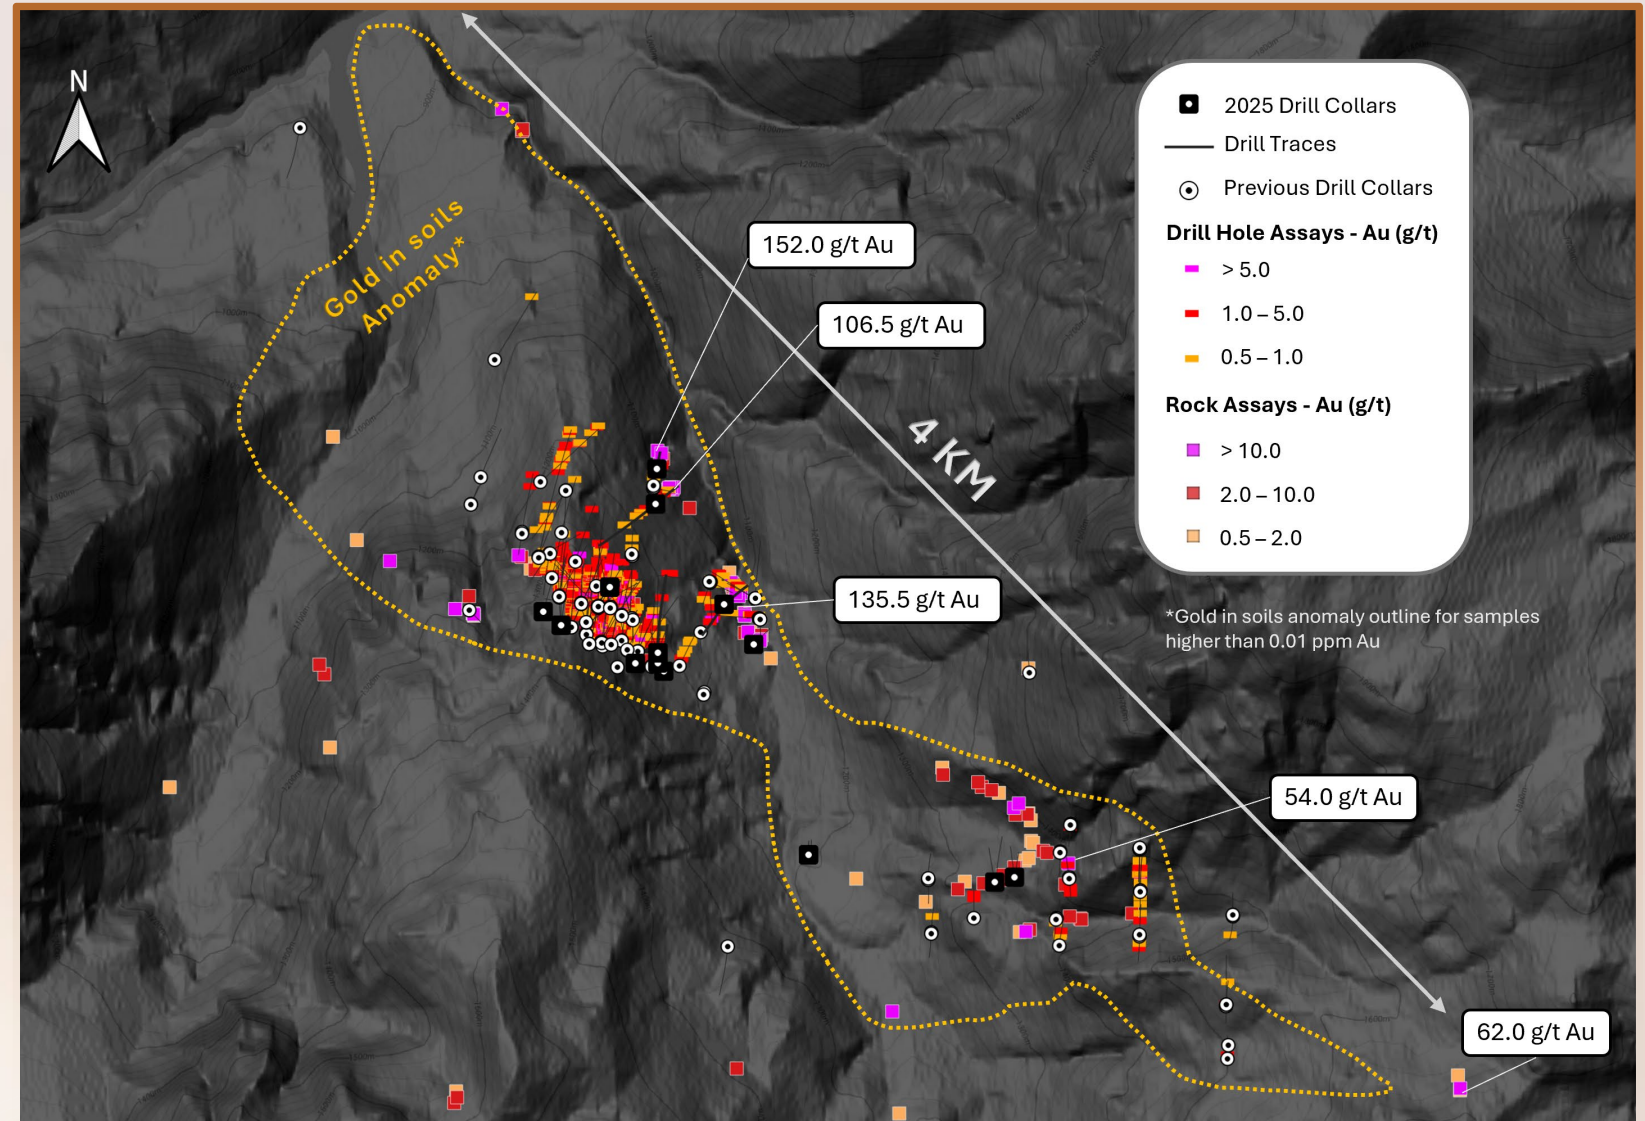 N
Gold in soils
Anomaly*
152.0 g/t Au
106.5 g/t Au
4 KM
135.5 g/t Au
54.0 g/t Au
62.0 g/t Au
2025 Drill Collars
Drill Traces
Previous Drill Collars
Drill Hole Assays - Au (g/t)
> 5.0
1.0 – 5.0
0.5 – 1.0
Rock Assays - Au (g/t)
> 10.0
2.0 – 10.0
0.5 – 2.0
*Gold in soils anomaly outline for samples
higher than 0.01 ppm Au